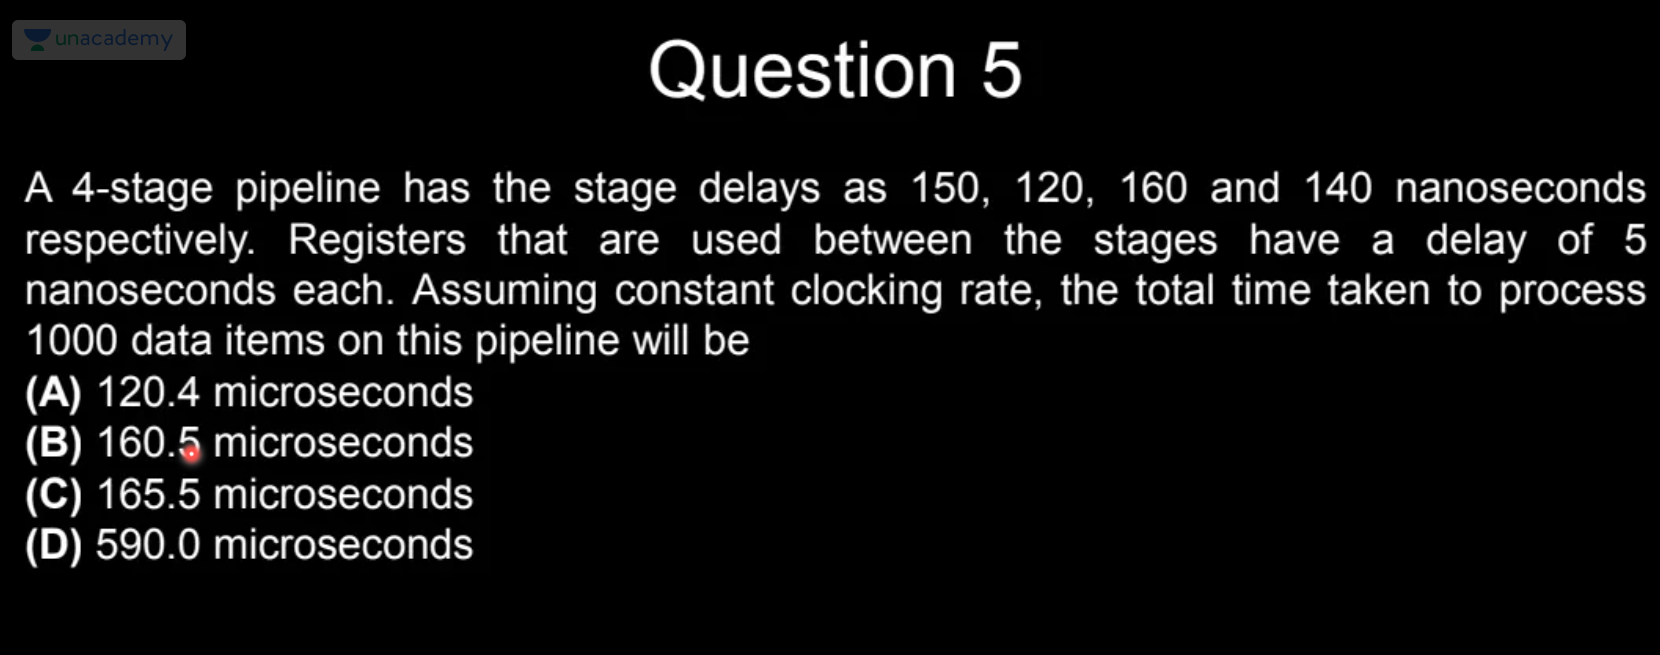 unacademy
Question 5
A 4-stage pipeline has the stage delays as 150, 120, 160 and 140 nanoseconds
respectively. Registers that are used between the stages have a delay of 5
nanoseconds each. Assuming constant clocking rate, the total time taken to process
1000 data items on this pipeline will be
(A) 120.4 microseconds
(B) 160.5 microseconds
(C) 165.5 microseconds
(D) 590.0 microseconds